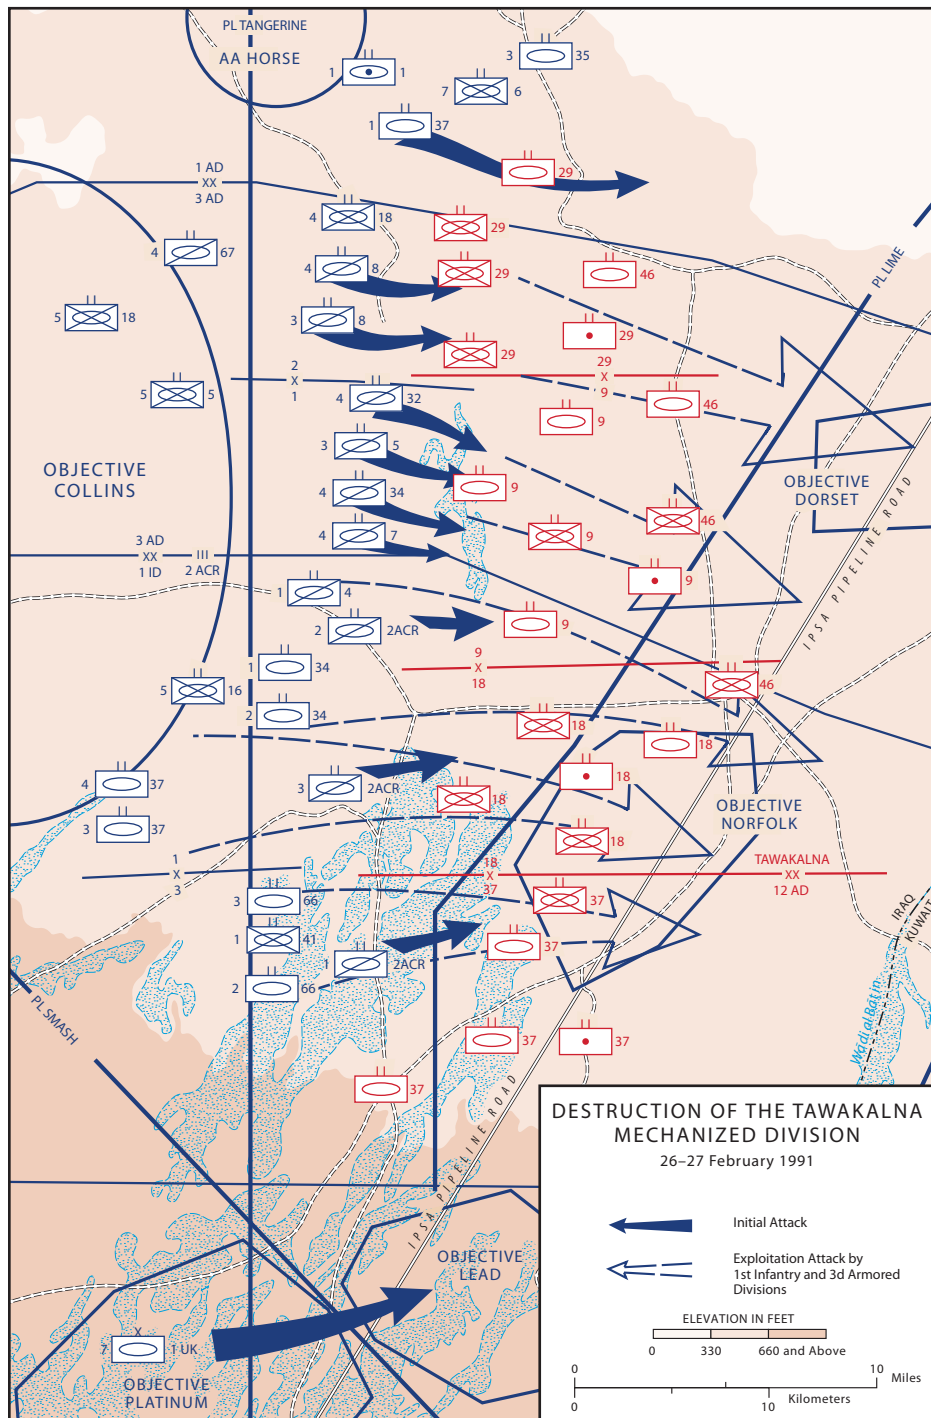 PL TANGERINE
AA HORSE
1 1
3 35
7 6
1 37
29
1 AD
XX
3 AD
4 18
29
4 67
4 8
29
46
PL LIME
5 18
3 8
29
29
2
X
1
29
X
9
5 5
4 32
46
9
3 5
OBJECTIVE
COLLINS
4 34
9
OBJECTIVE
DORSET
46
4 7
9
3 AD
XX
1 ID
III
2 ACR
9
IPSA PIPELINE ROAD
1 4
2 2ACR
9
1 34
9
X
18
5 16
46
2 34
18
18
4 37
3 2ACR
18
18
OBJECTIVE
NORFOLK
3 37
18
1
X
3
18
X
37
TAWAKALNA
XX
12 AD
3 66
37
IRAQ
KUWAIT
1 41
37
1 2ACR
2 66
PL SMASH
Wadi al Batin
37
37
37
IPSA PIPELINE ROAD
OBJECTIVE
LEAD
X
7 1 UK
OBJECTIVE
PLATINUM
DESTRUCTION OF THE TAWAKALNA
MECHANIZED DIVISION
26–27 February 1991
Initial Attack
Exploitation Attack by
1st Infantry and 3d Armored
Divisions
ELEVATION IN FEET
0 330 660 and Above
0 10
Miles
Kilometers
0 10